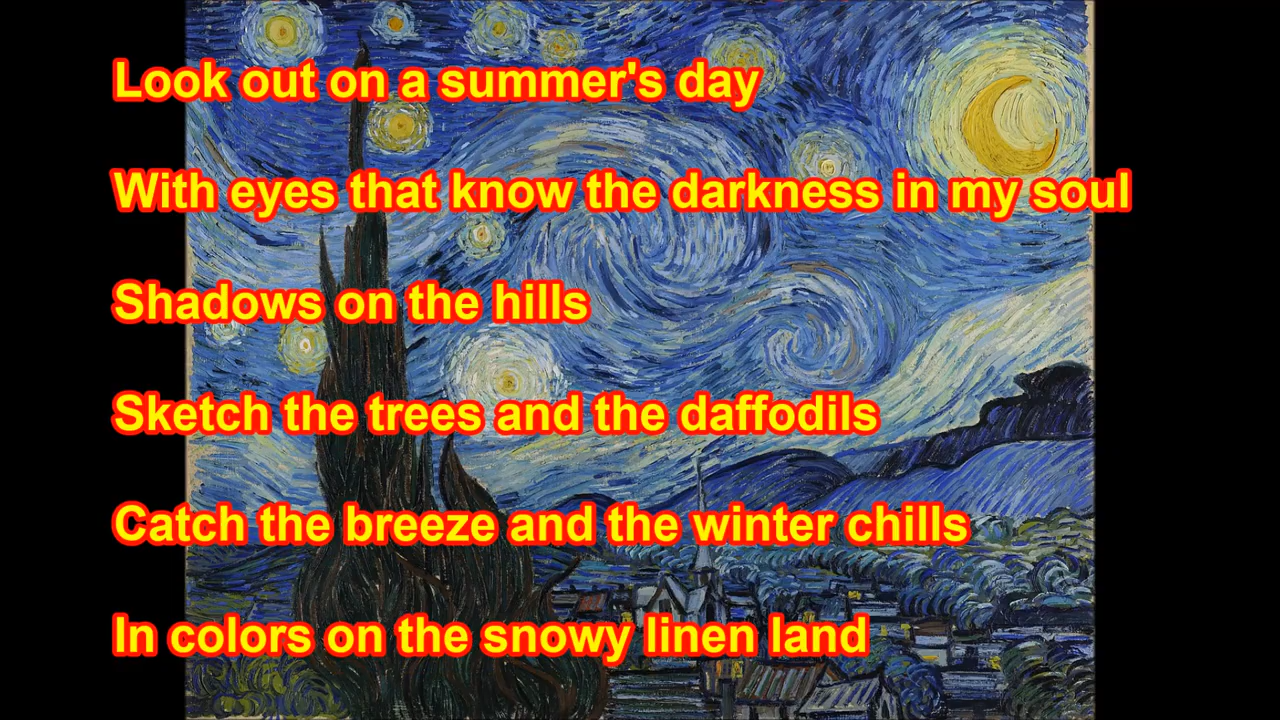 Look out on a summer's day
With eyes that know the darkness in my soul
Shadows on the hills
Sketch the trees and the daffodils
Catch the breeze and the winter chills
In colors on the snowy linen land